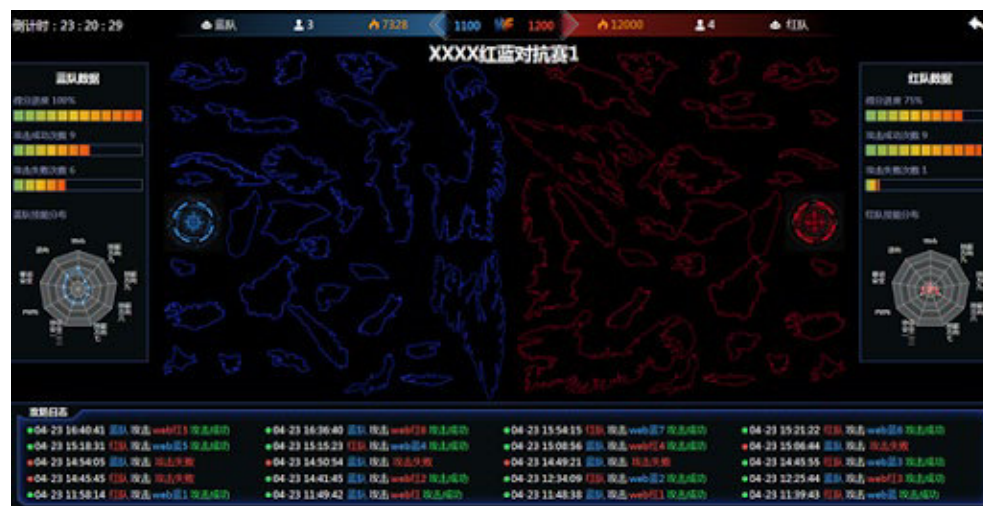 倒计时：23:20:29
蓝队 3 7328 1100 VS 1200 12000 4 红队
XXXX红蓝对抗赛1
蓝队数据
得分进度 100%
攻击成功次数 9
攻击失败次数 6
蓝队技能分布
红队数据
得分进度 75%
攻击成功次数 9
攻击失败次数 1
红队技能分布
攻防日志
04-23 16:40:41 蓝队 攻击 web红3 攻击成功
04-23 16:36:40 蓝队 攻击 web红8 攻击成功
04-23 15:54:15 红队 攻击 web蓝7 攻击成功
04-23 15:21:22 红队 攻击 web蓝6 攻击成功
04-23 15:18:31 红队 攻击 web蓝5 攻击成功
04-23 15:15:23 红队 攻击 web蓝4 攻击成功
04-23 15:08:56 蓝队 攻击 web红4 攻击成功
04-23 15:06:44 蓝队 攻击 攻击失败
04-23 14:54:05 蓝队 攻击 攻击失败
04-23 14:50:54 蓝队 攻击 攻击失败
04-23 14:49:21 蓝队 攻击 攻击失败
04-23 14:45:55 红队 攻击 web蓝3 攻击成功
04-23 14:45:45 红队 攻击 攻击失败
04-23 14:41:45 蓝队 攻击 web红2 攻击成功
04-23 12:34:09 红队 攻击 web蓝2 攻击成功
04-23 12:25:44 蓝队 攻击 web红3 攻击成功
04-23 11:58:14 红队 攻击 web蓝1 攻击成功
04-23 11:49:42 蓝队 攻击 web红 攻击成功
04-23 11:48:38 蓝队 攻击 web红1 攻击成功
04-23 11:39:43 红队 攻击 web蓝 攻击成功